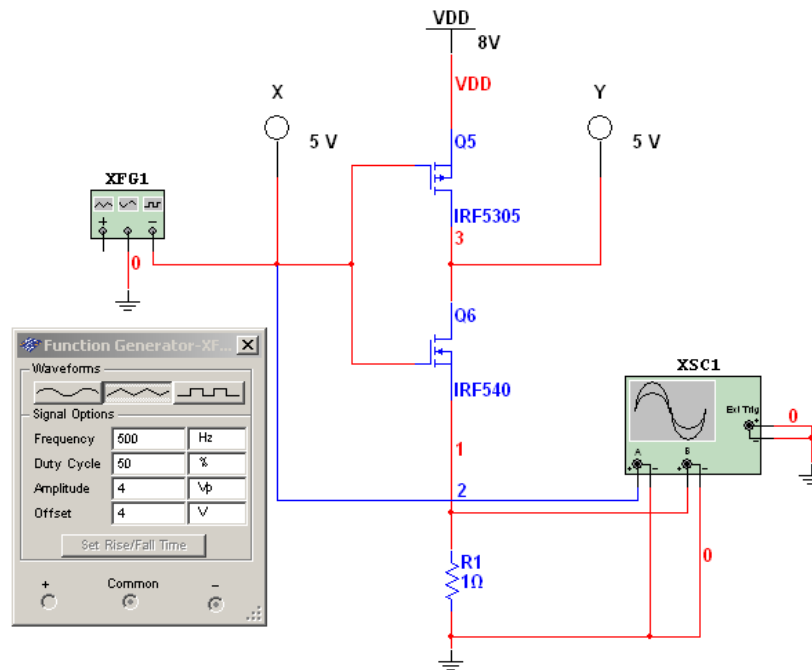 VDD
8V
VDD
X
5 V
Y
5 V
Q5
XFG1
+
−
0
IRF5305
3
Q6
IRF540
Function Generator-XF...
Waveforms
Signal Options
Frequency 500 Hz
Duty Cycle 50 %
Amplitude 4 Vp
Offset 4 V
Set Rise/Fall Time
+ Common −
XSC1
Ext Trig
+
−
0
A
B
+ − + −
1
2
0
R1
1Ω